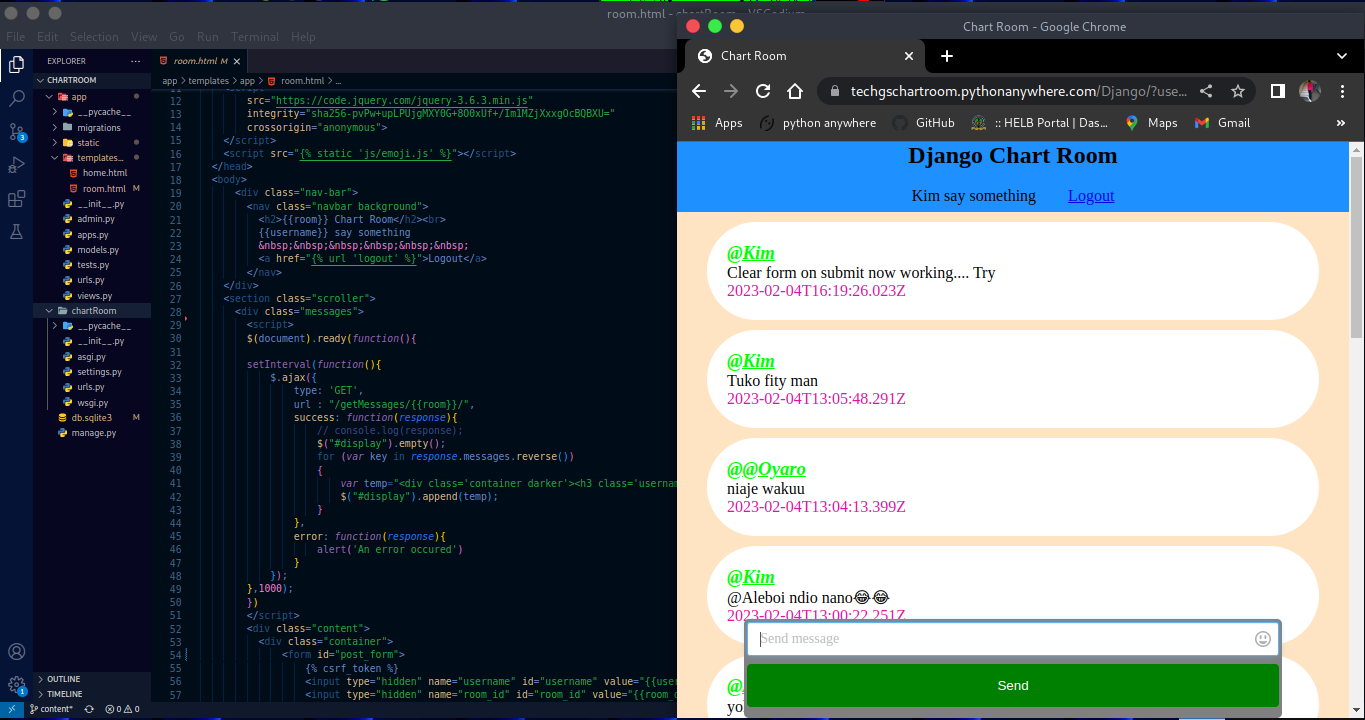 room.html - chartRoom - VSCodium
File Edit Selection View Go Run Terminal Help
EXPLORER ...
CHARTROOM
app
__pycache__
migrations
static
templates...
home.html
room.html M
__init__.py
admin.py
apps.py
models.py
tests.py
urls.py
views.py
chartRoom
__pycache__
__init__.py
asgi.py
settings.py
urls.py
wsgi.py
db.sqlite3 M
manage.py
OUTLINE
TIMELINE
3
1
content*
0 0
room.html M
app > templates > app > room.html > ...
12 src="https://code.jquery.com/jquery-3.6.3.min.js"
13 integrity="sha256-pvPw+upLPUjgMXY0G+8O0xUf+/Im1MZjXxxgOcBQBXU="
14 crossorigin="anonymous">
15 </script>
16 <script src="{% static 'js/emoji.js' %}"></script>
17 </head>
18 <body>
19 <div class="nav-bar">
20 <nav class="navbar background">
21 <h2>{{room}} Chart Room</h2><br>
22 {{username}} say something
23 &nbsp;&nbsp;&nbsp;&nbsp;&nbsp;&nbsp;
24 <a href="{% url 'logout' %}">Logout</a>
25 </nav>
26 </div>
27 <section class="scroller">
28 <div class="messages">
29 <script>
30 $(document).ready(function(){
31
32 setInterval(function(){
33 $.ajax({
34 type: 'GET',
35 url : "/getMessages/{{room}}/",
36 success: function(response){
37 // console.log(response);
38 $("#display").empty();
39 for (var key in response.messages.reverse())
40 {
41 var temp="<div class='container darker'><h3 class='usernam
42 $("#display").append(temp);
43 }
44 },
45 error: function(response){
46 alert('An error occured')
47 }
48 });
49 },1000);
50 })
51 </script>
52 <div class="content">
53 <div class="container">
54 <form id="post_form">
55 {% csrf_token %}
56 <input type="hidden" name="username" id="username" value="{{user
57 <input type="hidden" name="room_id" id="room_id" value="{{room_d
Chart Room - Google Chrome
Chart Room
techgschartroom.pythonanywhere.com/Django/?use...
Apps python anywhere GitHub :: HELB Portal | Das... Maps Gmail »
Django Chart Room
Kim say something Logout
@Kim
Clear form on submit now working.... Try
2023-02-04T16:19:26.023Z
@Kim
Tuko fity man
2023-02-04T13:05:48.291Z
@@Oyaro
niaje wakuu
2023-02-04T13:04:13.399Z
@Kim
@Aleboi ndio nano😂😂
2023-02-04T13:00:22.251Z
Send message
Send
@
yo